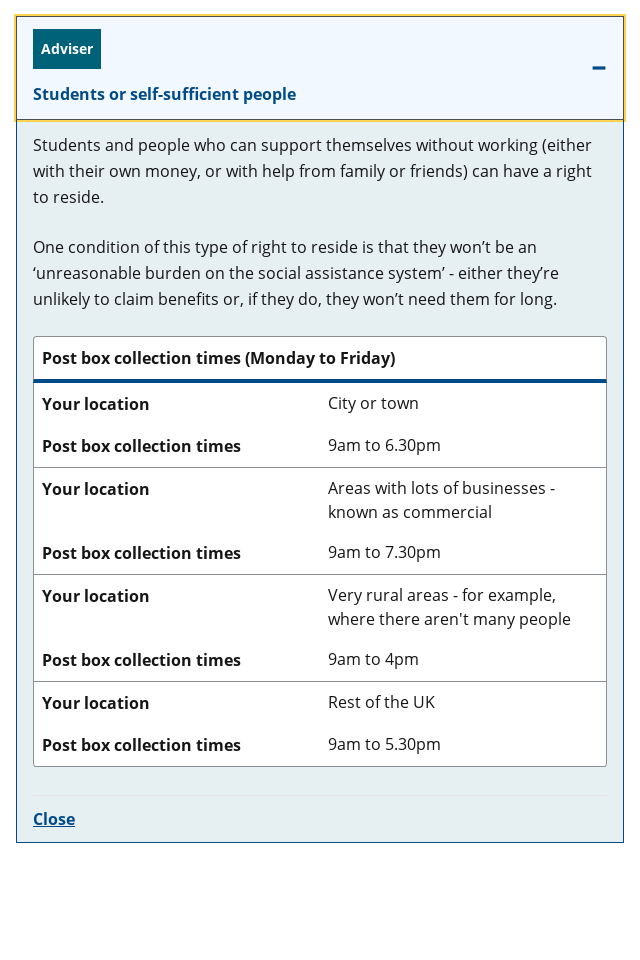 Adviser
Students or self-sufficient people
Students and people who can support themselves without working (either
with their own money, or with help from family or friends) can have a right
to reside.
One condition of this type of right to reside is that they won’t be an
‘unreasonable burden on the social assistance system’ - either they’re
unlikely to claim benefits or, if they do, they won’t need them for long.
Post box collection times (Monday to Friday)
Your location City or town
Post box collection times 9am to 6.30pm
Your location Areas with lots of businesses -
known as commercial
Post box collection times 9am to 7.30pm
Your location Very rural areas - for example,
where there aren't many people
Post box collection times 9am to 4pm
Your location Rest of the UK
Post box collection times 9am to 5.30pm
Close